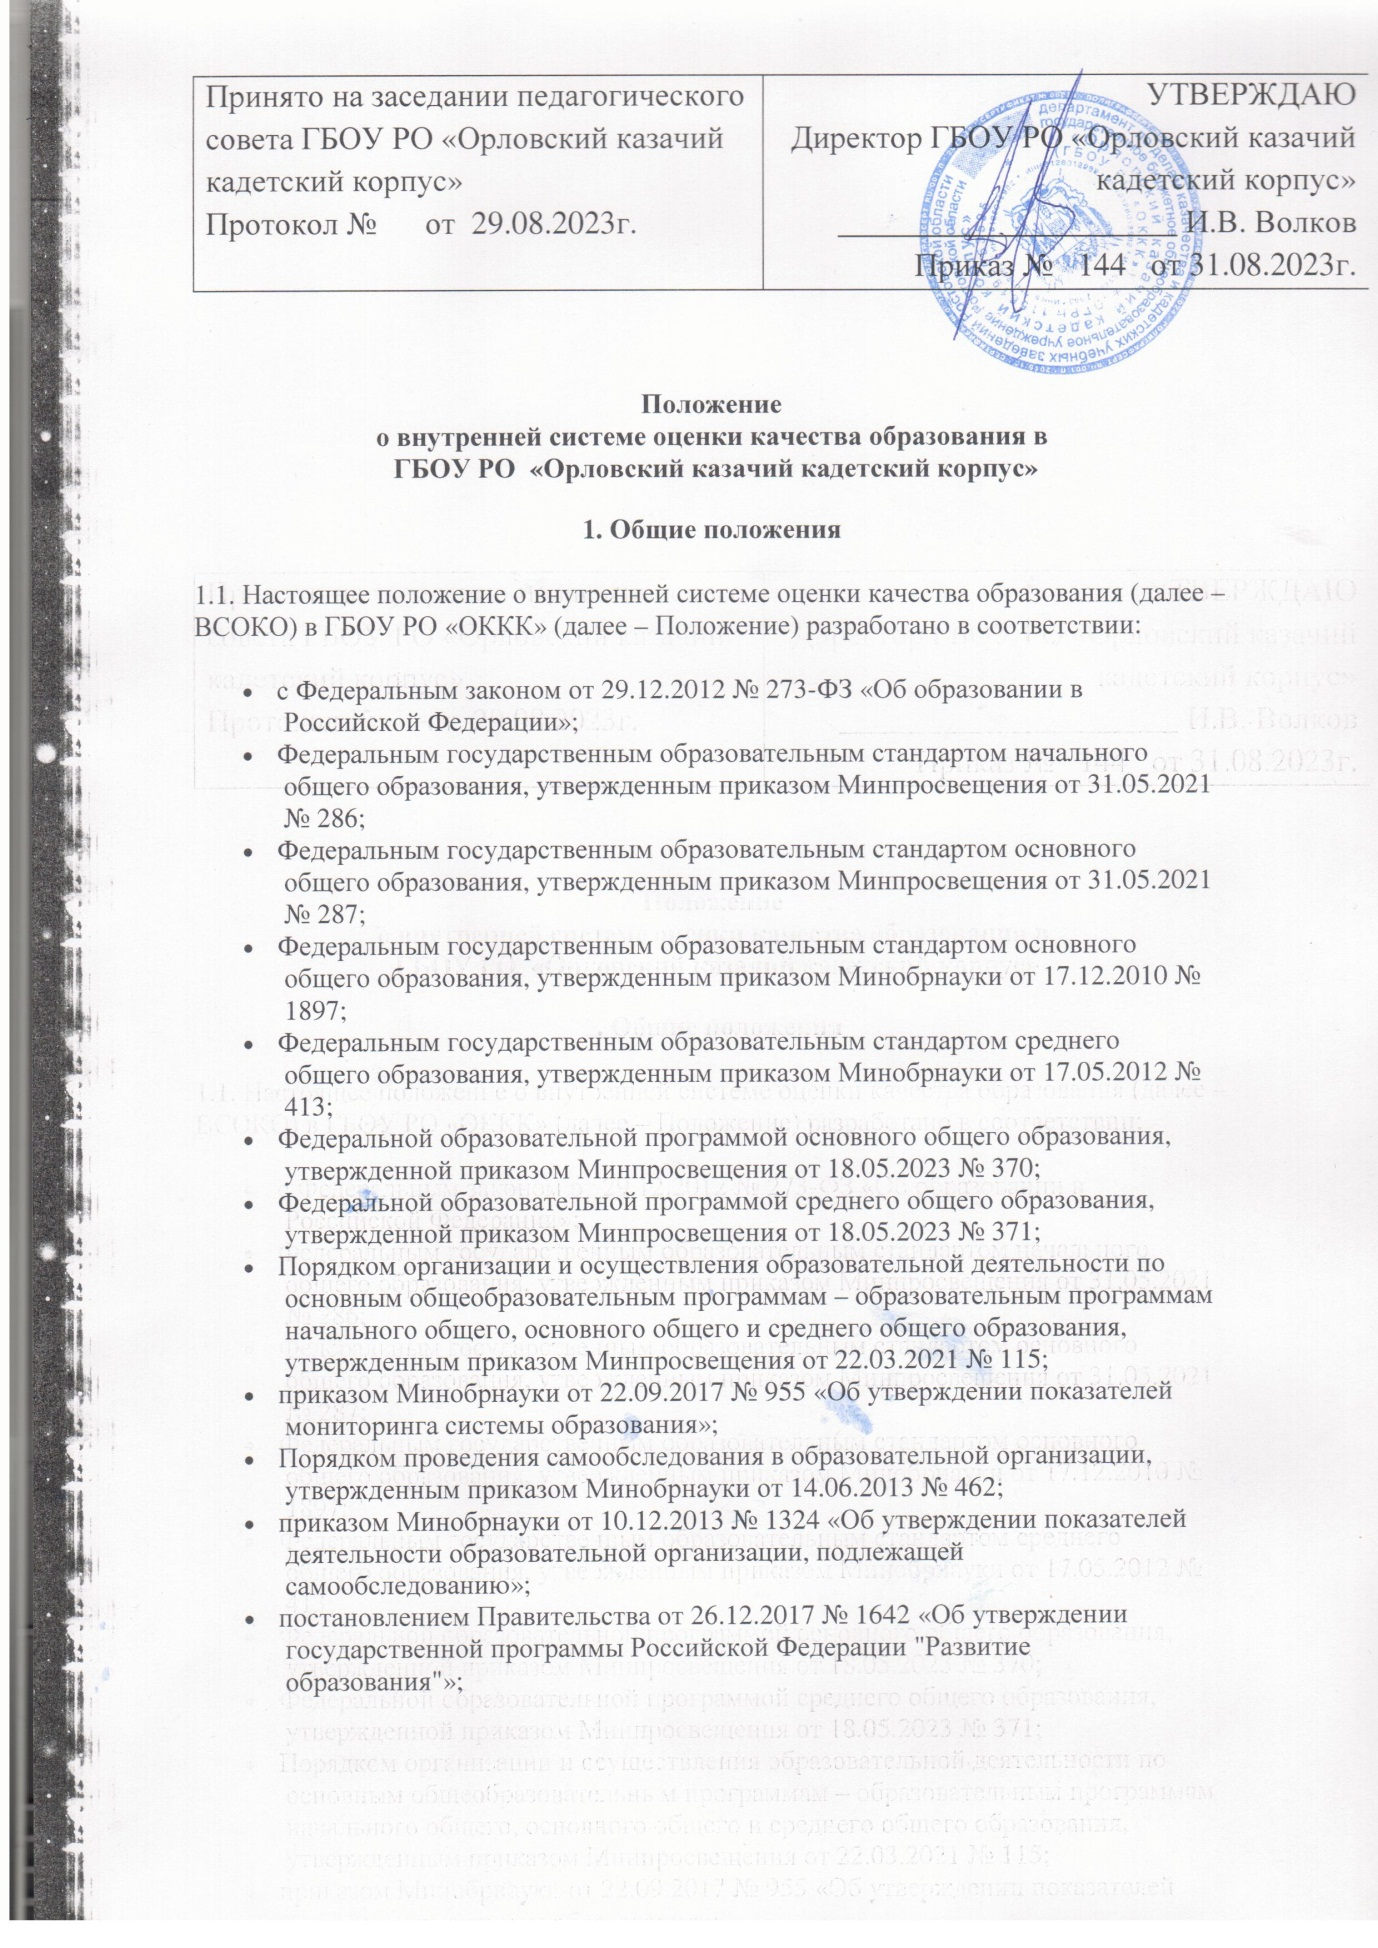 Принято на заседании педагогического
совета ГБОУ РО «Орловский казачий
кадетский корпус»
Протокол № от 29.08.2023г.
УТВЕРЖДАЮ
Директор ГБОУ РО «Орловский казачий
кадетский корпус»
И.В. Волков
Приказ № 144 от 31.08.2023г.
Положение
о внутренней системе оценки качества образования в
ГБОУ РО «Орловский казачий кадетский корпус»
1. Общие положения
1.1. Настоящее положение о внутренней системе оценки качества образования (далее –
ВСОКО) в ГБОУ РО «ОККК» (далее – Положение) разработано в соответствии:
• с Федеральным законом от 29.12.2012 № 273-ФЗ «Об образовании в
Российской Федерации»;
• Федеральным государственным образовательным стандартом начального
общего образования, утвержденным приказом Минпросвещения от 31.05.2021
№ 286;
• Федеральным государственным образовательным стандартом основного
общего образования, утвержденным приказом Минпросвещения от 31.05.2021
№ 287;
• Федеральным государственным образовательным стандартом основного
общего образования, утвержденным приказом Минобрнауки от 17.12.2010 №
1897;
• Федеральным государственным образовательным стандартом среднего
общего образования, утвержденным приказом Минобрнауки от 17.05.2012 №
413;
• Федеральной образовательной программой основного общего образования,
утвержденной приказом Минпросвещения от 18.05.2023 № 370;
• Федеральной образовательной программой среднего общего образования,
утвержденной приказом Минпросвещения от 18.05.2023 № 371;
• Порядком организации и осуществления образовательной деятельности по
основным общеобразовательным программам – образовательным программам
начального общего, основного общего и среднего общего образования,
утвержденным приказом Минпросвещения от 22.03.2021 № 115;
• приказом Минобрнауки от 22.09.2017 № 955 «Об утверждении показателей
мониторинга системы образования»;
• Порядком проведения самообследования в образовательной организации,
утвержденным приказом Минобрнауки от 14.06.2013 № 462;
• приказом Минобрнауки от 10.12.2013 № 1324 «Об утверждении показателей
деятельности образовательной организации, подлежащей
самообследованию»;
• постановлением Правительства от 26.12.2017 № 1642 «Об утверждении
государственной программы Российской Федерации "Развитие
образования"»;